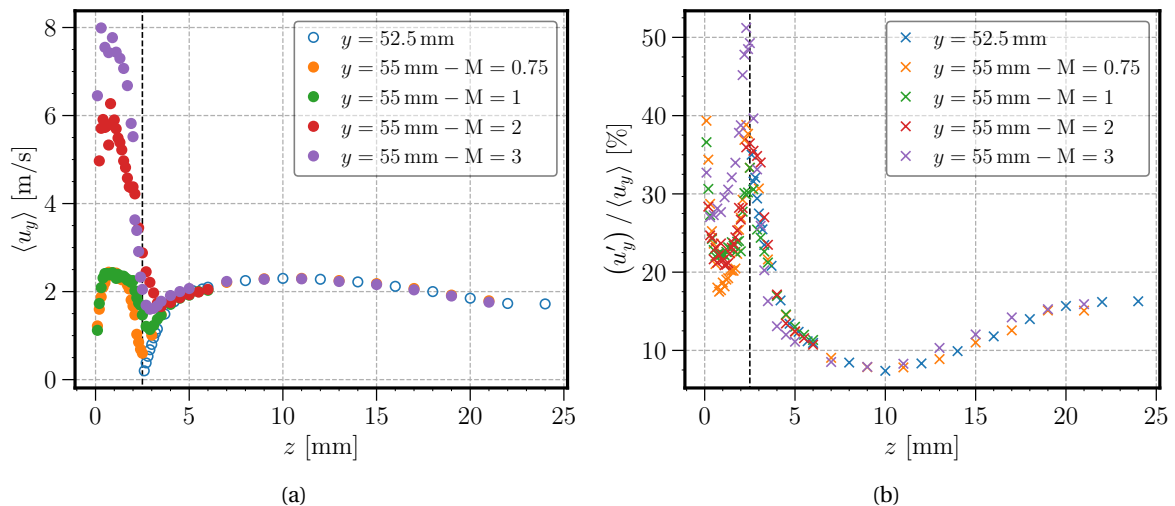 8
6
4
2
0
⟨u_y⟩ [m/s]
0 5 10 15 20 25
z [mm]
y = 52.5 mm
y = 55 mm − M = 0.75
y = 55 mm − M = 1
y = 55 mm − M = 2
y = 55 mm − M = 3
(a)
50
40
30
20
10
(u′_y) / ⟨u_y⟩ [%]
0 5 10 15 20 25
z [mm]
y = 52.5 mm
y = 55 mm − M = 0.75
y = 55 mm − M = 1
y = 55 mm − M = 2
y = 55 mm − M = 3
(b)